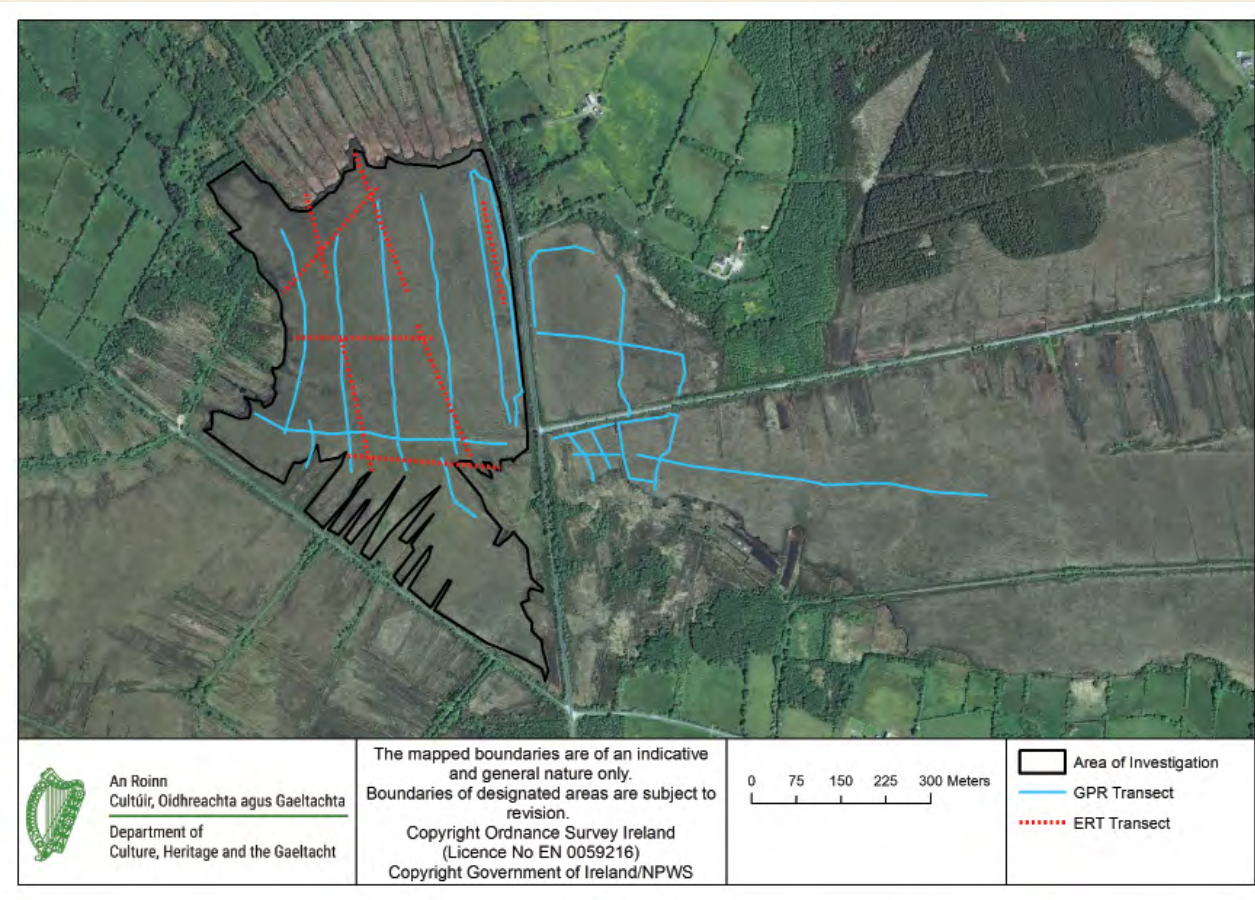 An Roinn
Cultúir, Oidhreachta agus Gaeltachta
Department of
Culture, Heritage and the Gaeltacht
The mapped boundaries are of an indicative
and general nature only.
Boundaries of designated areas are subject to
revision.
Copyright Ordnance Survey Ireland
(Licence No EN 0059216)
Copyright Government of Ireland/NPWS
0 75 150 225 300 Meters
Area of Investigation
GPR Transect
ERT Transect